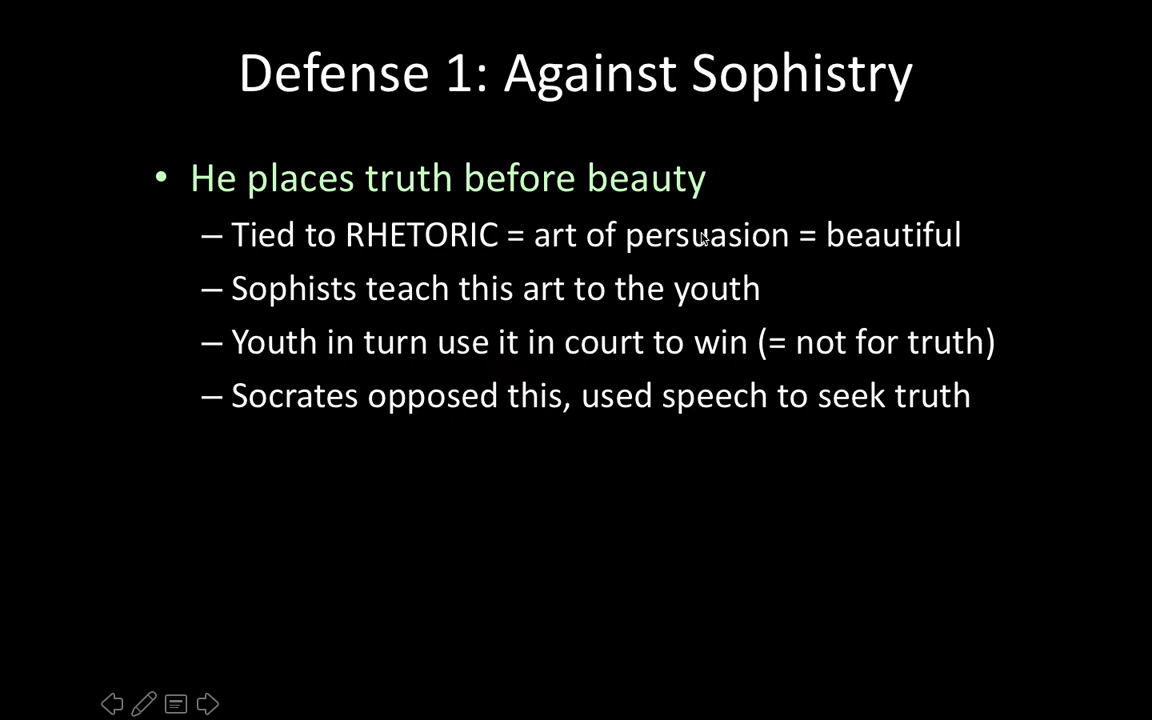 Defense 1: Against Sophistry
• He places truth before beauty
– Tied to RHETORIC = art of persuasion = beautiful
– Sophists teach this art to the youth
– Youth in turn use it in court to win (= not for truth)
– Socrates opposed this, used speech to seek truth